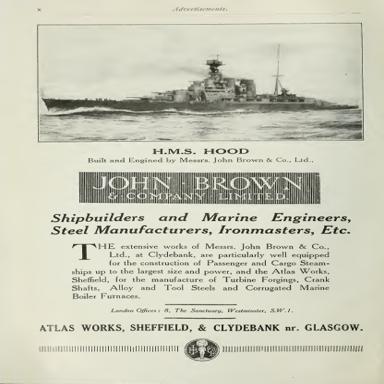 x
Advertisements.
H.M.S. HOOD
Built and Engined by Messrs. John Brown & Co., Ltd.,
JOHN BROWN
& COMPANY LIMITED
Shipbuilders and Marine Engineers,
Steel Manufacturers, Ironmasters, Etc.
THE extensive works of Messrs. John Brown & Co.,
Ltd., at Clydebank, are particularly well equipped
for the construction of Passenger and Cargo Steam-
ships up to the largest size and power, and the Atlas Works,
Sheffield, for the manufacture of Turbine Forgings, Crank
Shafts, Alloy and Tool Steels and Corrugated Marine
Boiler Furnaces.
London Offices: 8, The Sanctuary, Westminster, S.W.1.
ATLAS WORKS, SHEFFIELD, & CLYDEBANK nr. GLASGOW.